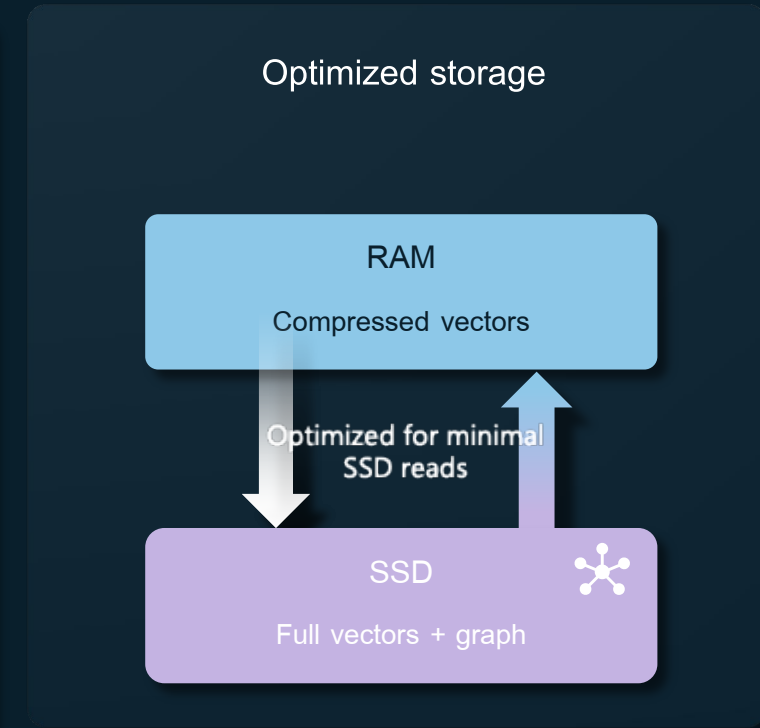 Optimized storage
RAM
Compressed vectors
Optimized for minimal
SSD reads
SSD
Full vectors + graph